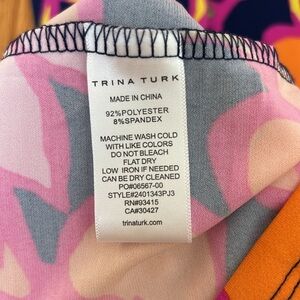 TRINA TURK
MADE IN CHINA
92%POLYESTER
8%SPANDEX
MACHINE WASH COLD
WITH LIKE COLORS
DO NOT BLEACH
FLAT DRY
LOW IRON IF NEEDED
CAN BE DRY CLEANED
PO#06567-00
STYLE#2401343PJ3
RN#93415
CA#30427
trinaturk.com